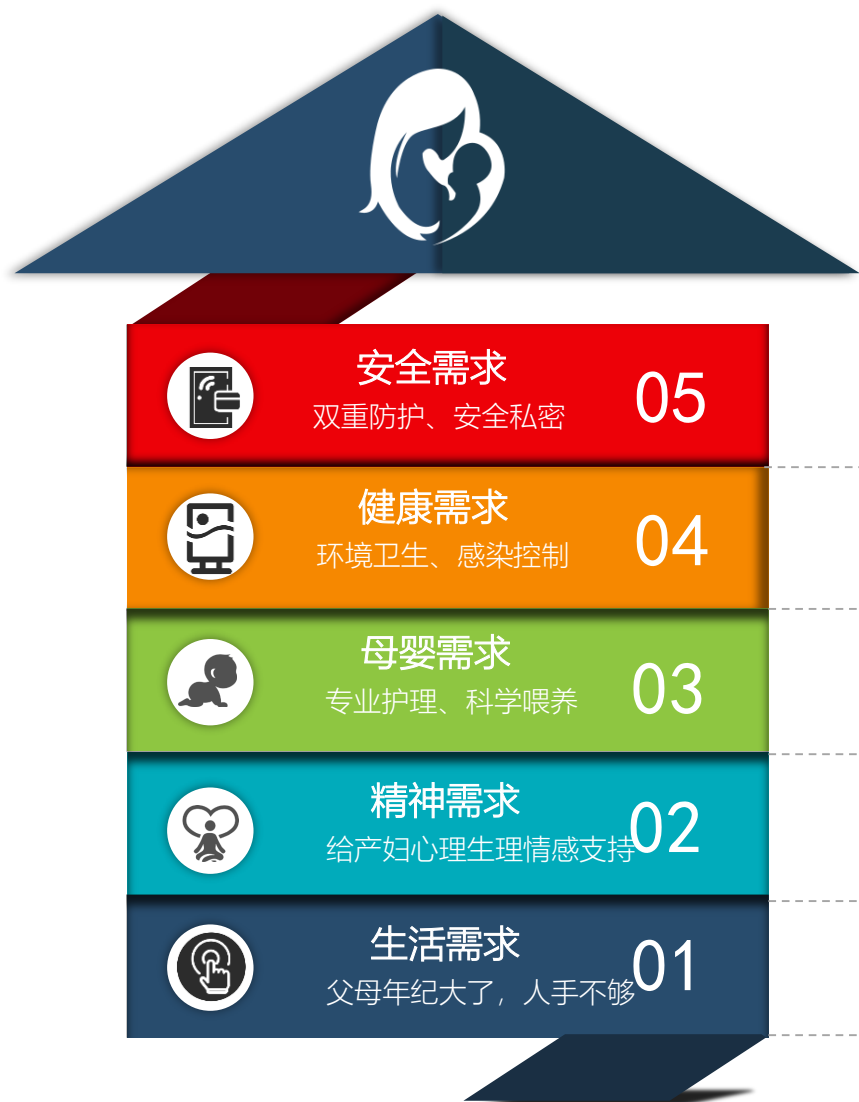 安全需求
双重防护、安全私密
05
健康需求
环境卫生、感染控制
04
母婴需求
专业护理、科学喂养
03
精神需求
给产妇心理生理情感支持
02
生活需求
父母年纪大了，人手不够
01